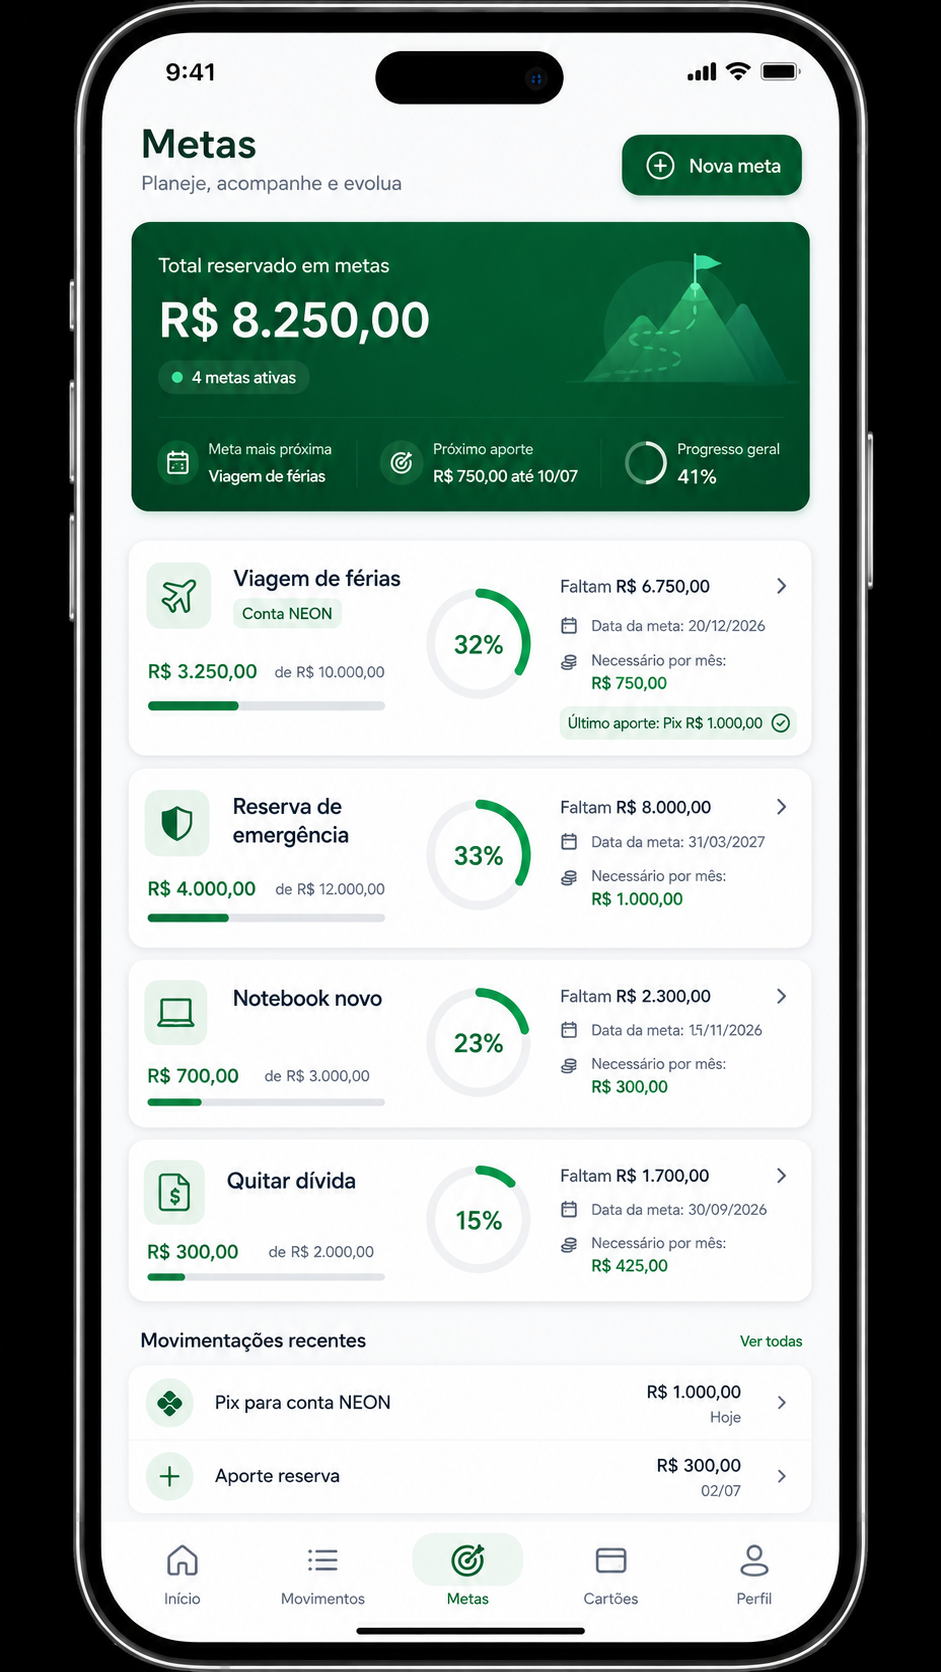 9:41
Metas
Planeje, acompanhe e evolua
Nova meta
Total reservado em metas
R$ 8.250,00
4 metas ativas
Meta mais próxima
Viagem de férias
Próximo aporte
R$ 750,00 até 10/07
Progresso geral
41%
Viagem de férias
Conta NEON
R$ 3.250,00 de R$ 10.000,00
32%
Faltam R$ 6.750,00
Data da meta: 20/12/2026
Necessário por mês:
R$ 750,00
Último aporte: Pix R$ 1.000,00
Reserva de
emergência
R$ 4.000,00 de R$ 12.000,00
33%
Faltam R$ 8.000,00
Data da meta: 31/03/2027
Necessário por mês:
R$ 1.000,00
Notebook novo
R$ 700,00 de R$ 3.000,00
23%
Faltam R$ 2.300,00
Data da meta: 15/11/2026
Necessário por mês:
R$ 300,00
Quitar dívida
R$ 300,00 de R$ 2.000,00
15%
Faltam R$ 1.700,00
Data da meta: 30/09/2026
Necessário por mês:
R$ 425,00
Movimentações recentes
Ver todas
Pix para conta NEON
R$ 1.000,00
Hoje
Aporte reserva
R$ 300,00
02/07
Início
Movimentos
Metas
Cartões
Perfil